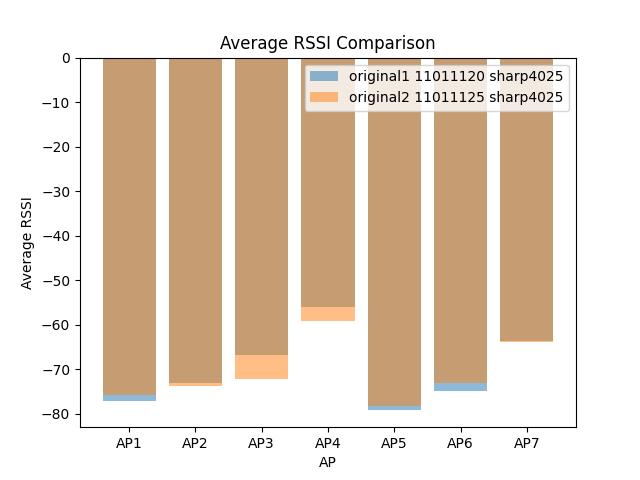 Average RSSI Comparison
original1 11011120 sharp4025
original2 11011125 sharp4025
0
−10
−20
−30
−40
−50
−60
−70
−80
Average RSSI
AP1 AP2 AP3 AP4 AP5 AP6 AP7
AP